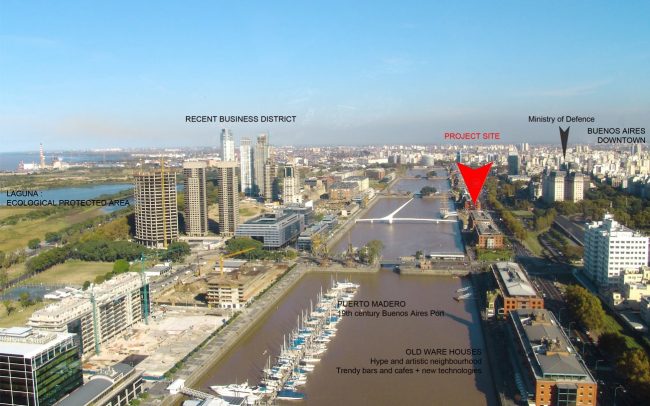 RECENT BUSINESS DISTRICT
Ministry of Defence
PROJECT SITE
BUENOS AIRES
DOWNTOWN
LAGUNA :
ECOLOGICAL PROTECTED AREA
PUERTO MADERO
19th century Buenos Aires Port
OLD WARE HOUSES
Hype and artistic neighbourhood
Trendy bars and cafes + new technologies